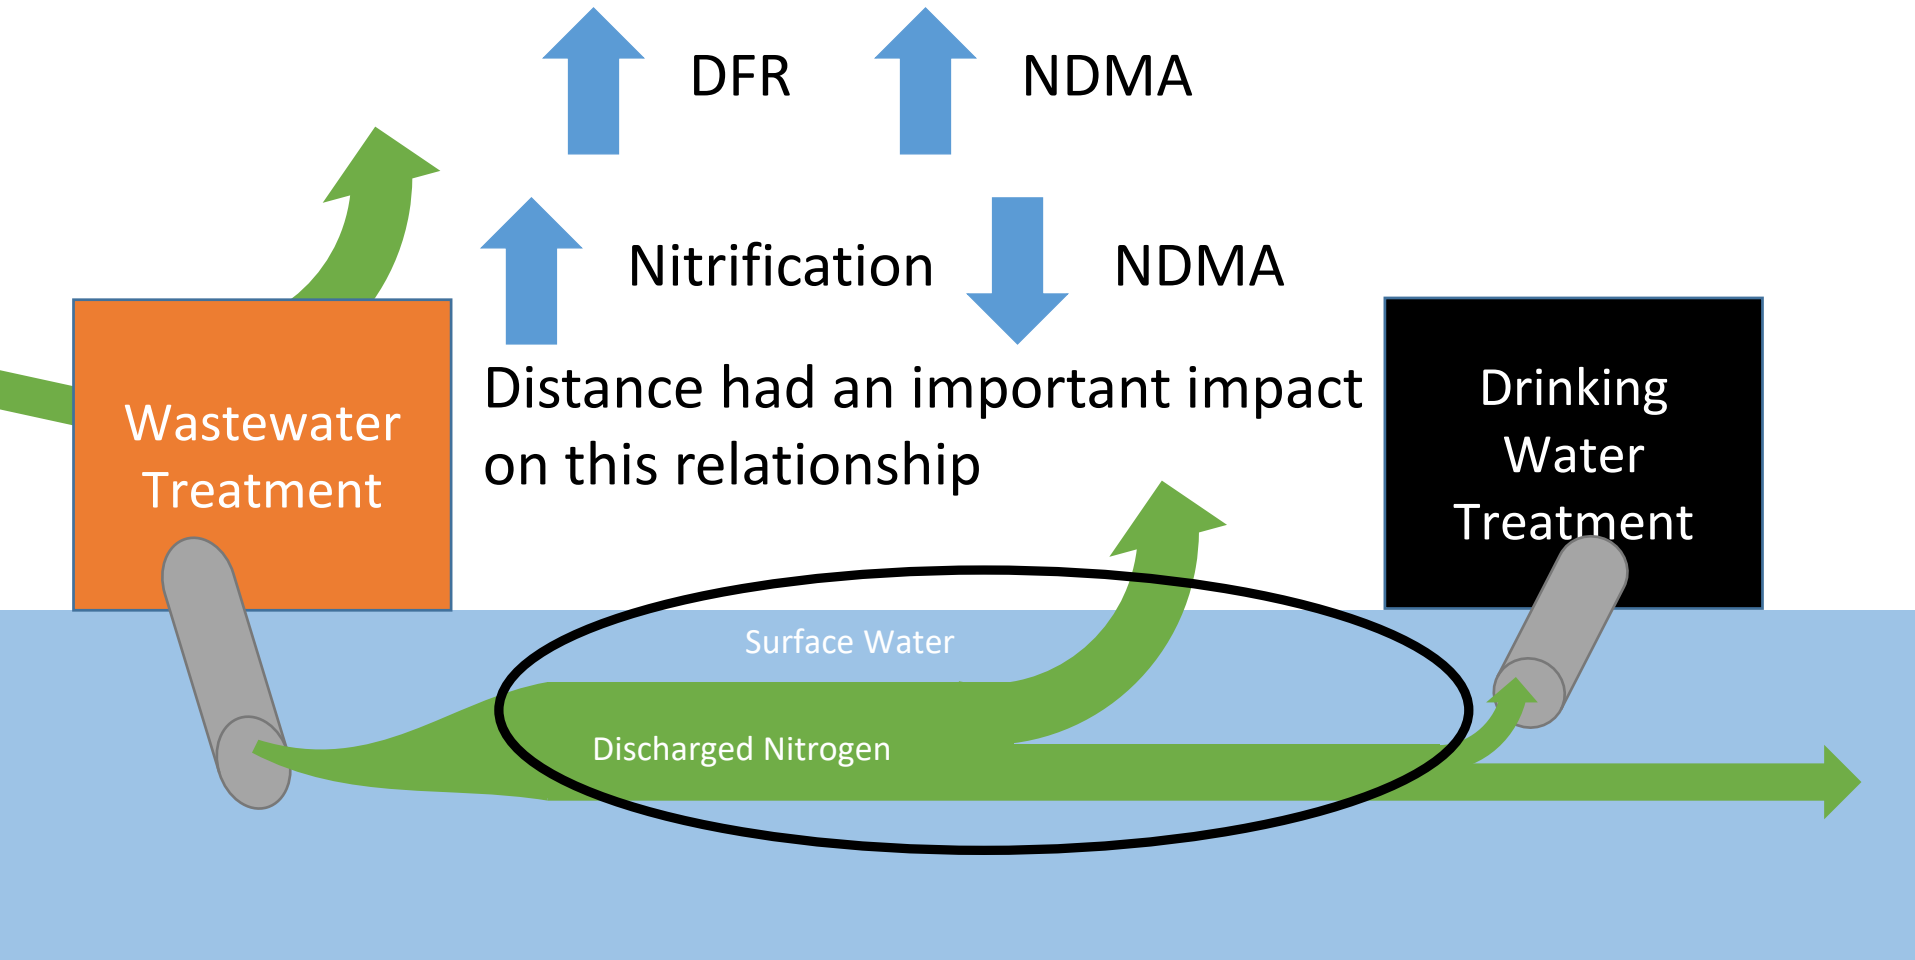 DFR NDMA
Nitrification NDMA
Distance had an important impact
on this relationship
Wastewater
Treatment
Drinking
Water
Treatment
Surface Water
Discharged Nitrogen